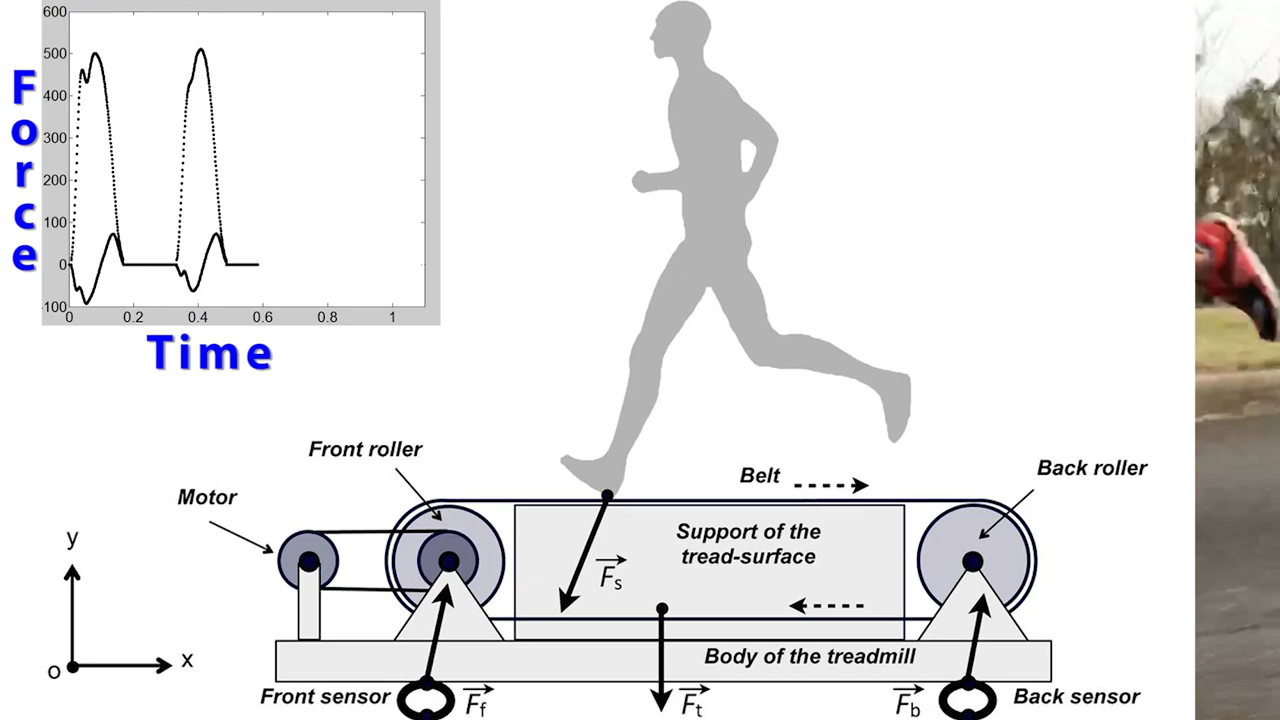 600
500
400
300
200
100
0
100
0 0.2 0.4 0.6 0.8 1
Force
Time
Front roller
Motor
Belt
Back roller
Support of the
tread-surface
Fs
y
x
o
Body of the treadmill
Front sensor
Ff
Ft
Fb
Back sensor